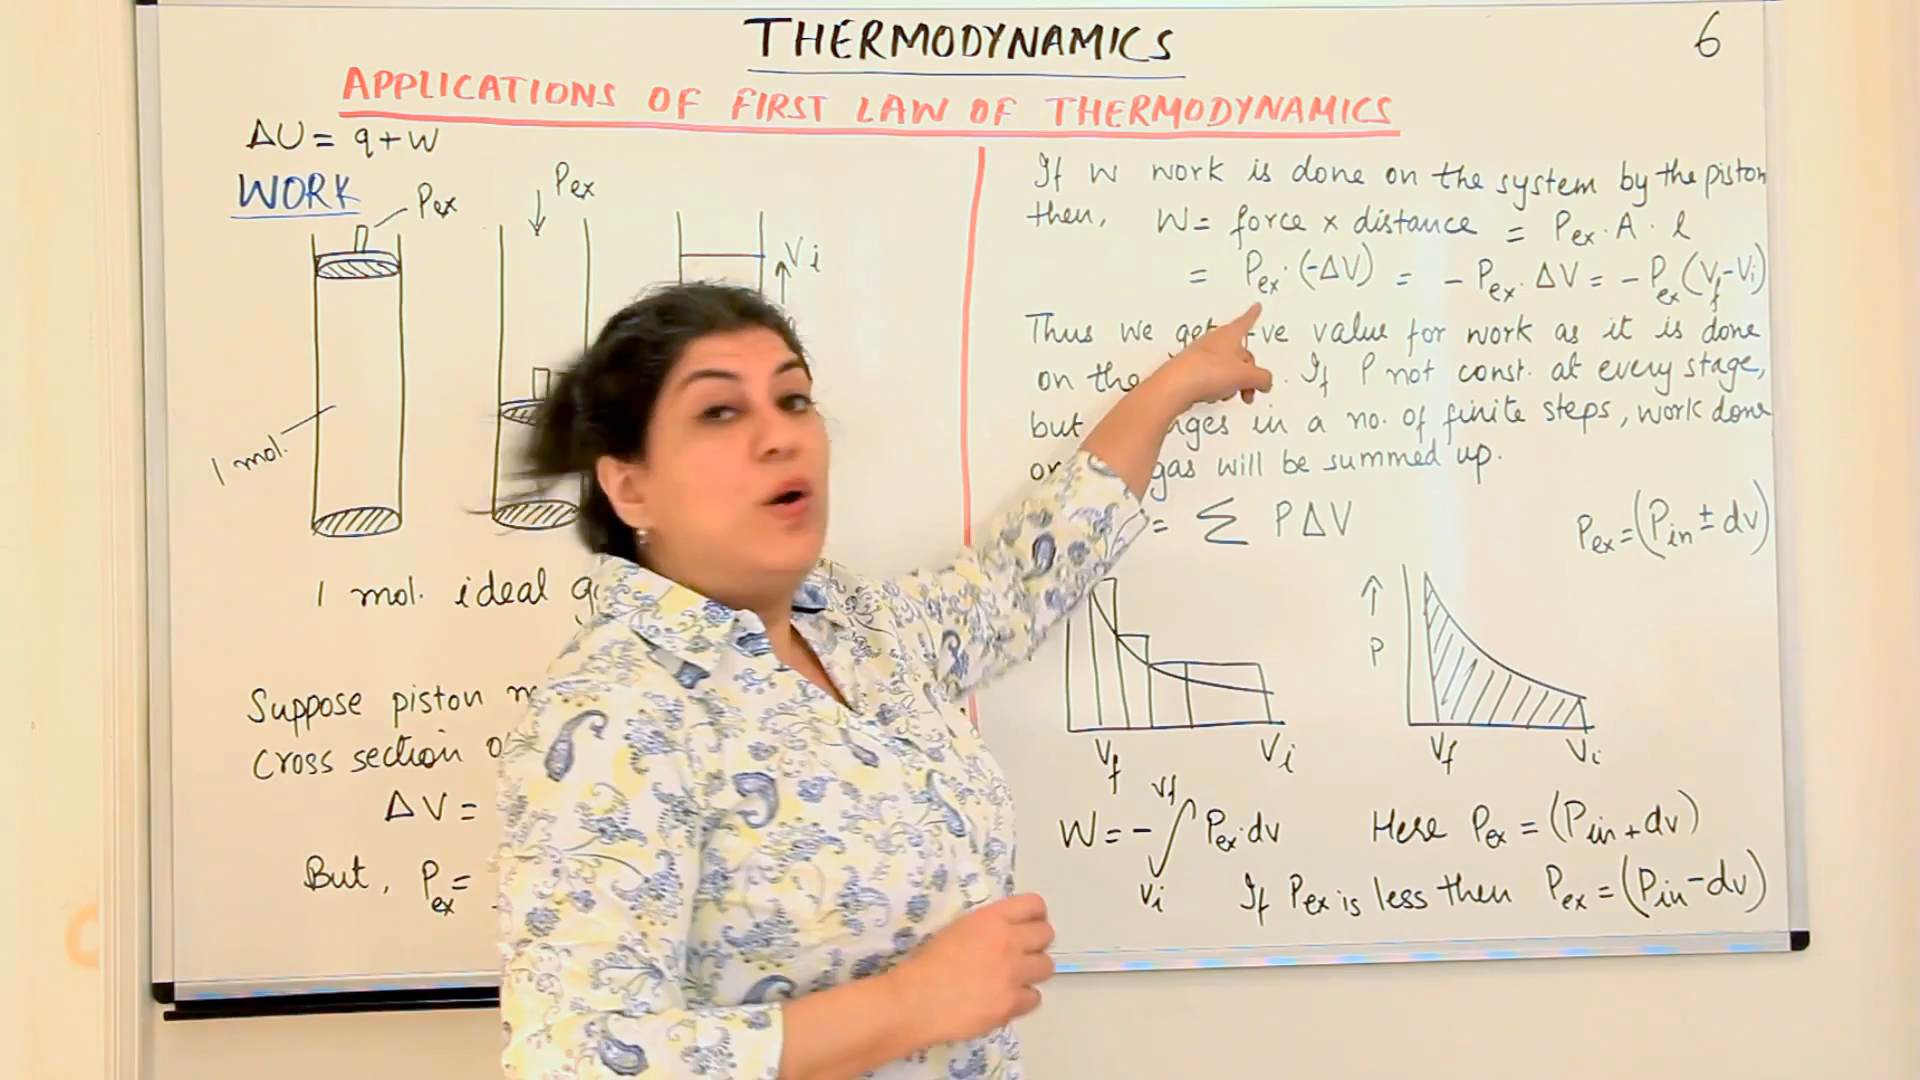 THERMODYNAMICS
6
APPLICATIONS OF FIRST LAW OF THERMODYNAMICS
ΔU = q+w
WORK
Pex
Pex
Vi
1 mol.
1 mol. ideal
Suppose piston
Cross section
ΔV =
But, Pex =
If w work is done on the system by the piston
then, W = force × distance = Pex · A · l
= Pex · (-ΔV) = - Pex · ΔV = - Pex (Vf - Vi)
Thus we +ve value for work as it is done
on . If P not const. at every stage,
but in a no. of finite steps, work done
gas will be summed up.
= Σ PΔV
Pex = (Pin ± dv)
Vf Vi
↑
P
Vf Vi
W = - ∫ Vi Vf Pex · dv Here Pex = (Pin + dv)
If Pex is less then Pex = (Pin - dv)